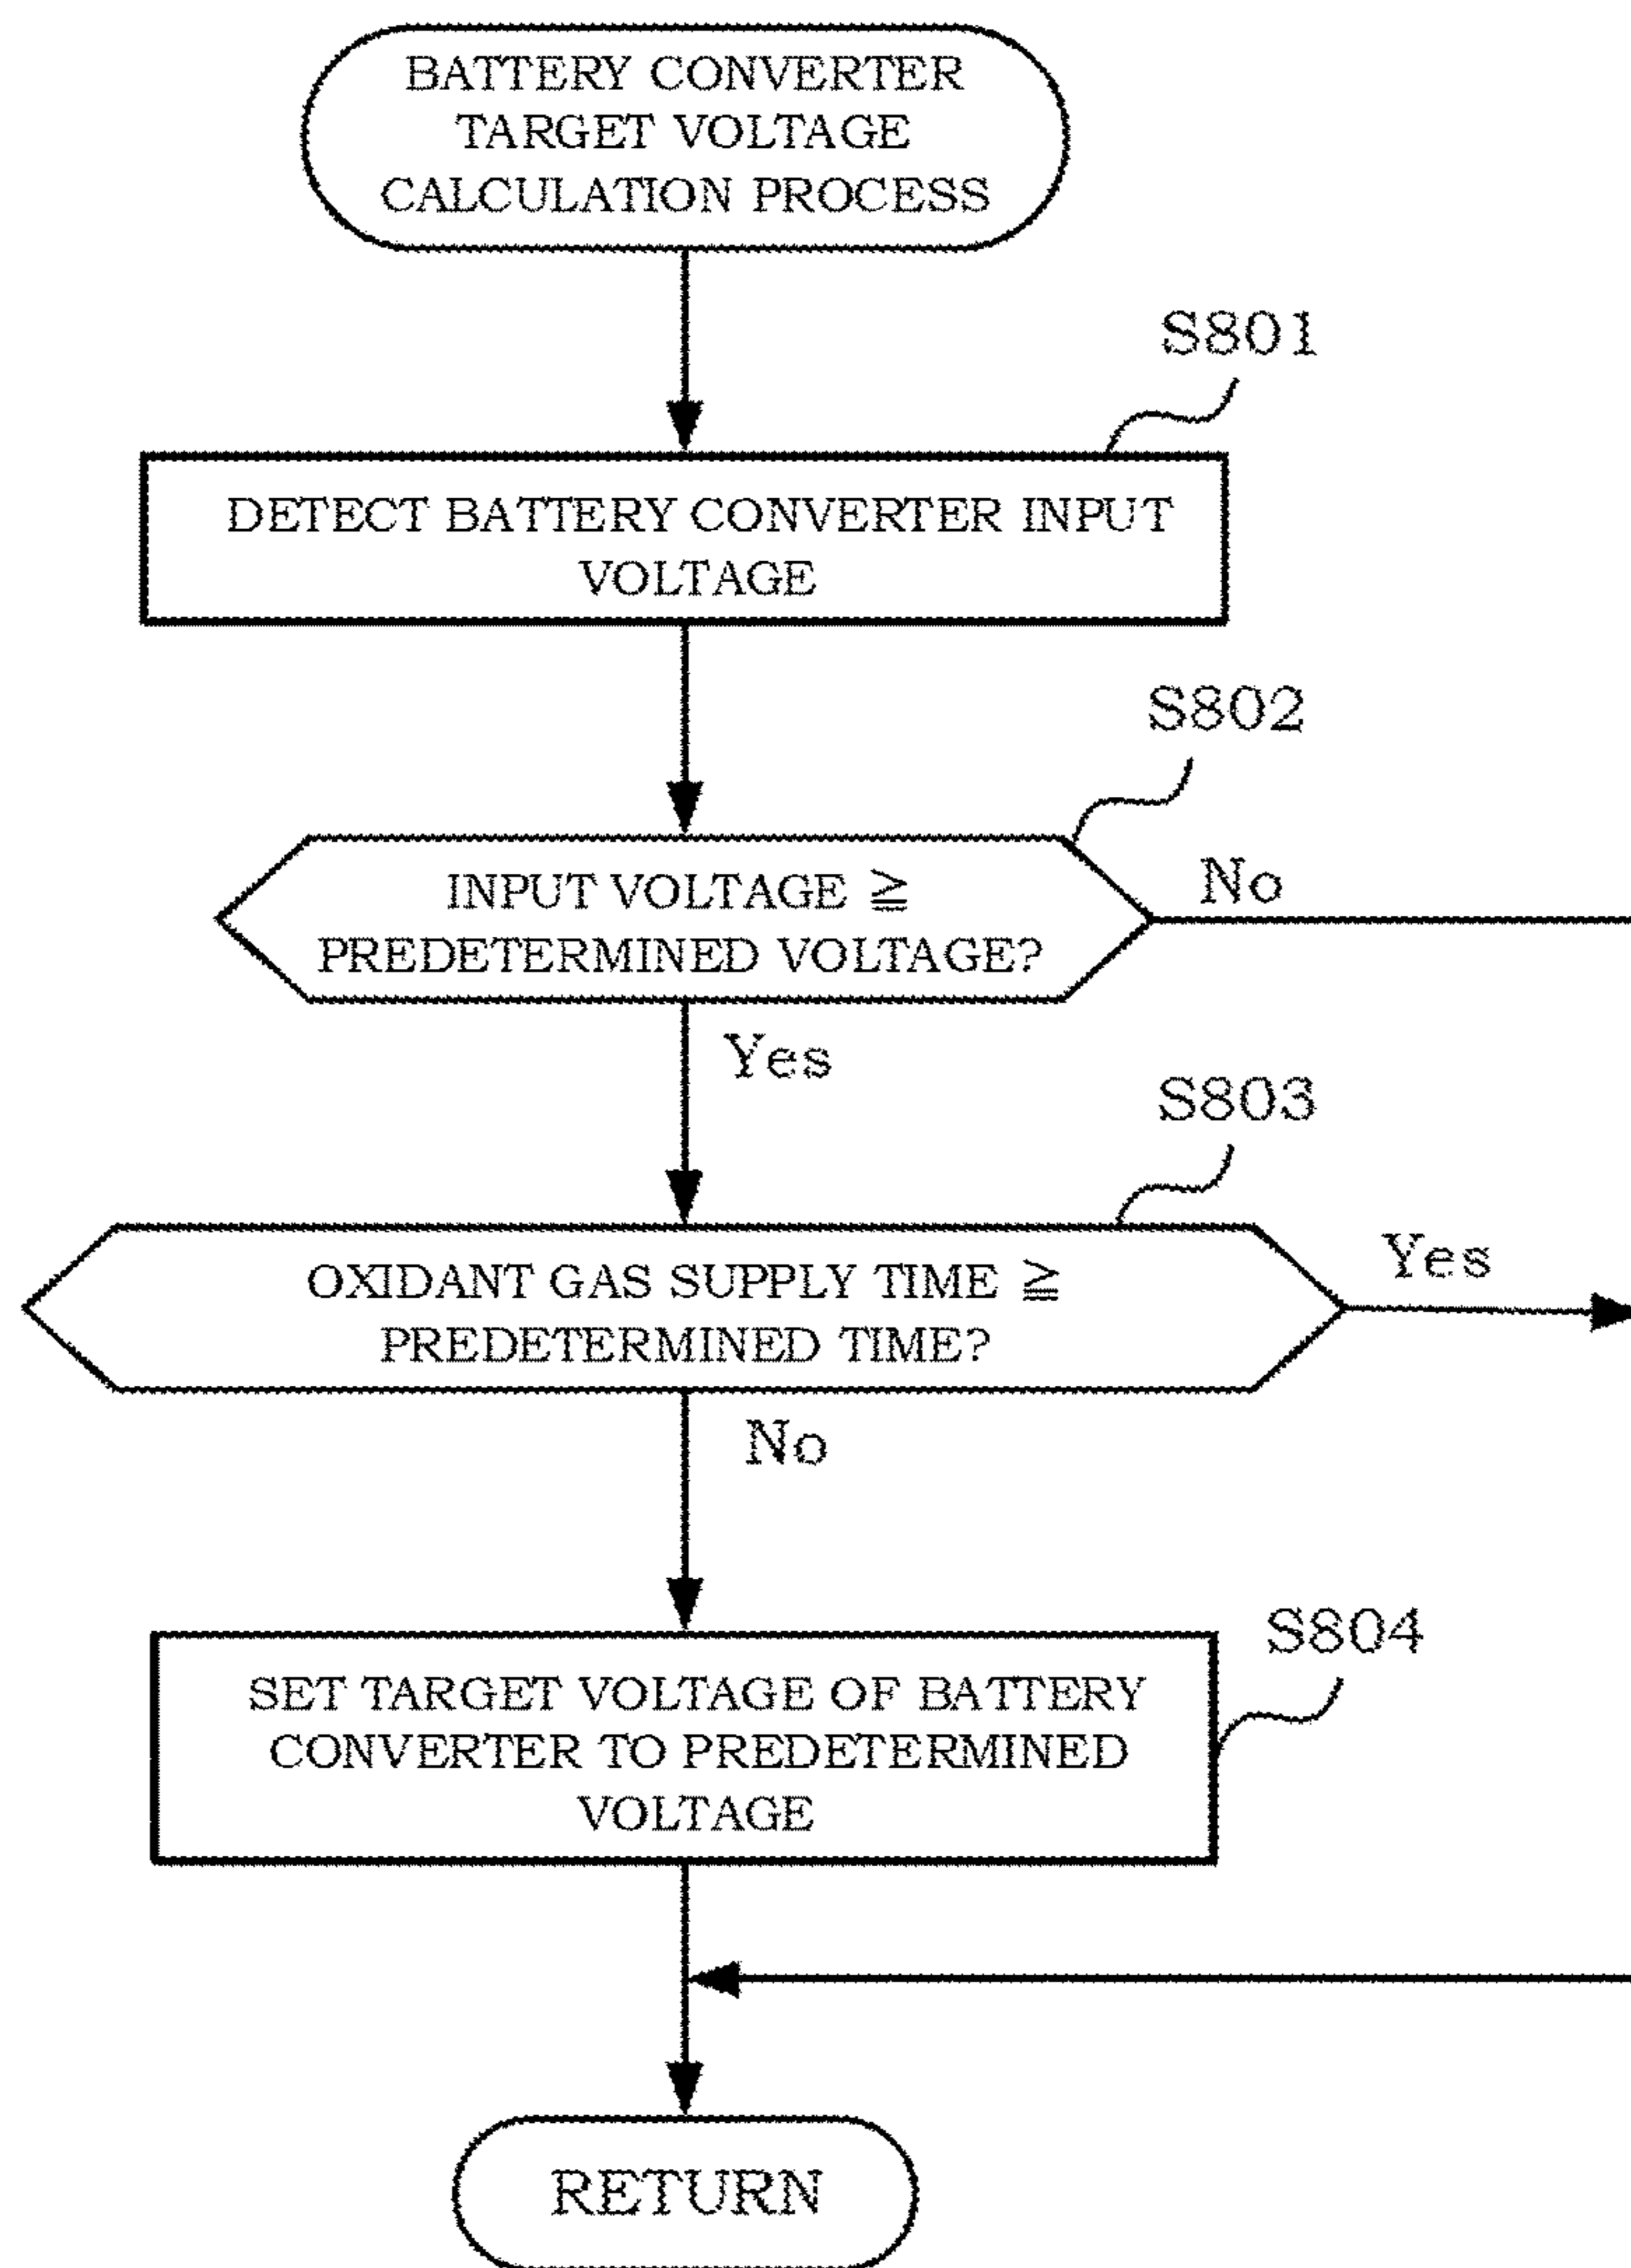 BATTERY CONVERTER
TARGET VOLTAGE
CALCULATION PROCESS
S801
DETECT BATTERY CONVERTER INPUT
VOLTAGE
S802
INPUT VOLTAGE ≧
PREDETERMINED VOLTAGE?
No
Yes
S803
OXIDANT GAS SUPPLY TIME ≧
PREDETERMINED TIME?
Yes
No
S804
SET TARGET VOLTAGE OF BATTERY
CONVERTER TO PREDETERMINED
VOLTAGE
RETURN